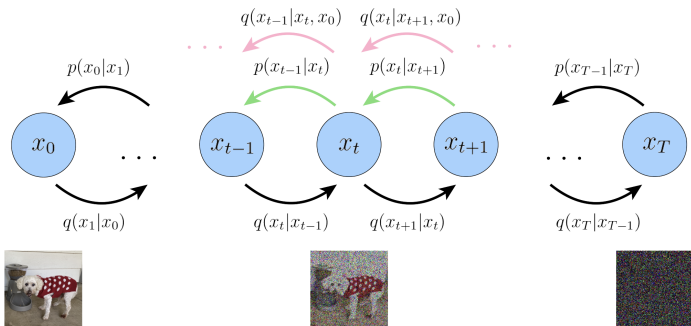 q(x_{t-1}|x_t, x_0) q(x_t|x_{t+1}, x_0)
. . . . . .
p(x_0|x_1) p(x_{t-1}|x_t) p(x_t|x_{t+1}) p(x_{T-1}|x_T)
x_0 . . . x_{t-1} x_t x_{t+1} . . . x_T
q(x_1|x_0) q(x_t|x_{t-1}) q(x_{t+1}|x_t) q(x_T|x_{T-1})